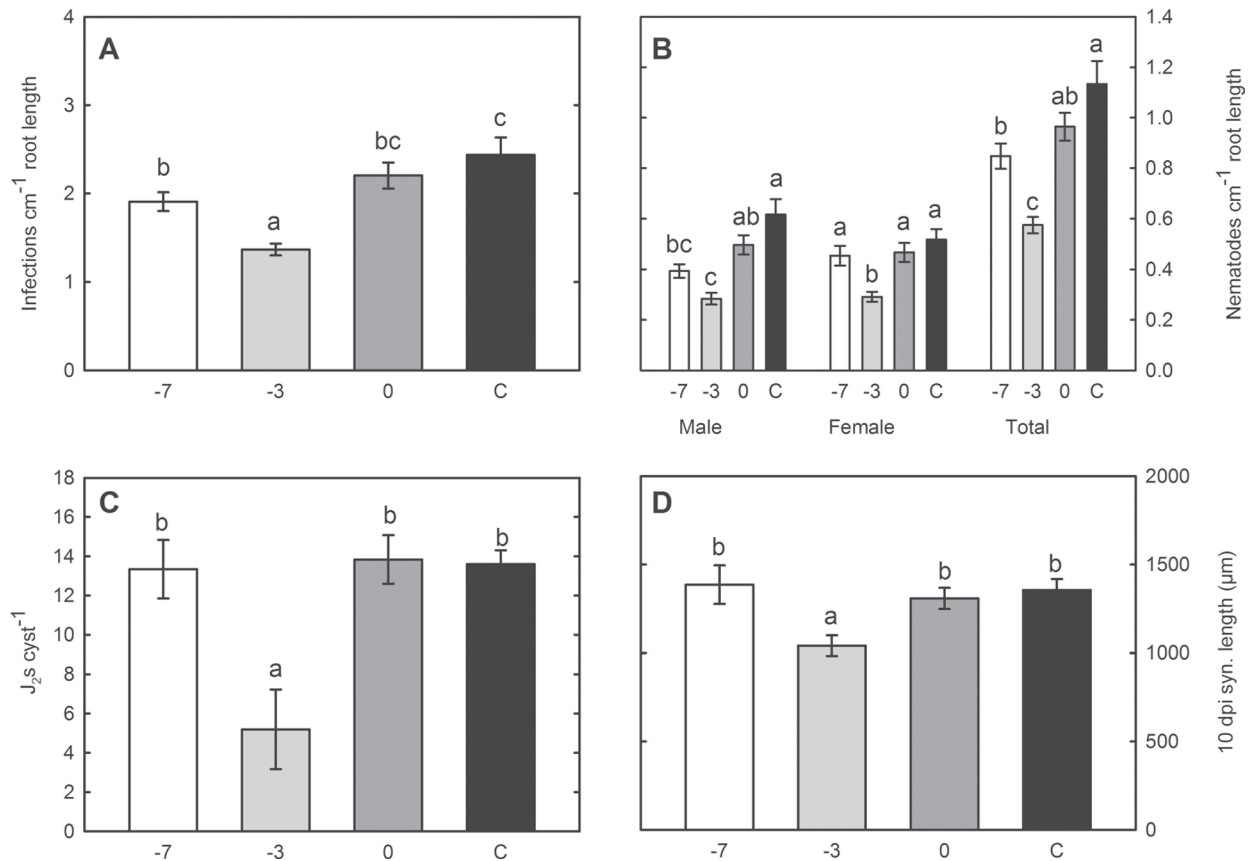 A
Infections cm⁻¹ root length
4
3
2
1
0
b
a
bc
c
-7 -3 0 C
B
Nematodes cm⁻¹ root length
1.4
1.2
1.0
0.8
0.6
0.4
0.2
0.0
bc c ab a
a b a a
b c ab a
-7 -3 0 C -7 -3 0 C -7 -3 0 C
Male Female Total
C
J₂s cyst⁻¹
18
16
14
12
10
8
6
4
2
0
b
a
b
b
-7 -3 0 C
D
10 dpi syn. length (µm)
2000
1500
1000
500
0
b
a
b
b
-7 -3 0 C